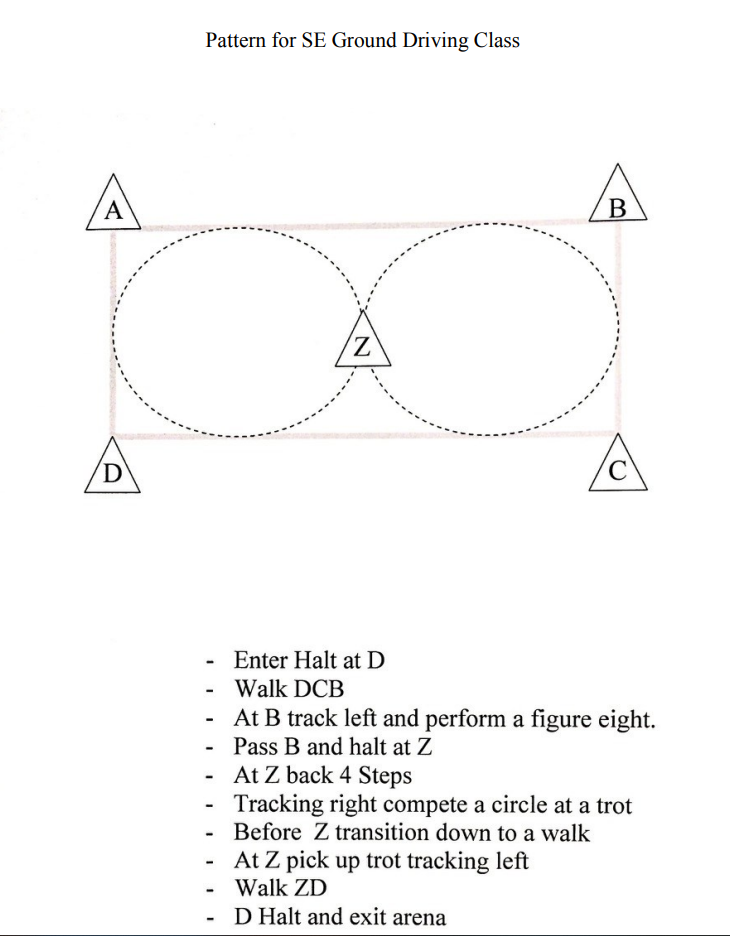 Pattern for SE Ground Driving Class
A
B
Z
D
C
- Enter Halt at D
- Walk DCB
- At B track left and perform a figure eight.
- Pass B and halt at Z
- At Z back 4 Steps
- Tracking right compete a circle at a trot
- Before Z transition down to a walk
- At Z pick up trot tracking left
- Walk ZD
- D Halt and exit arena